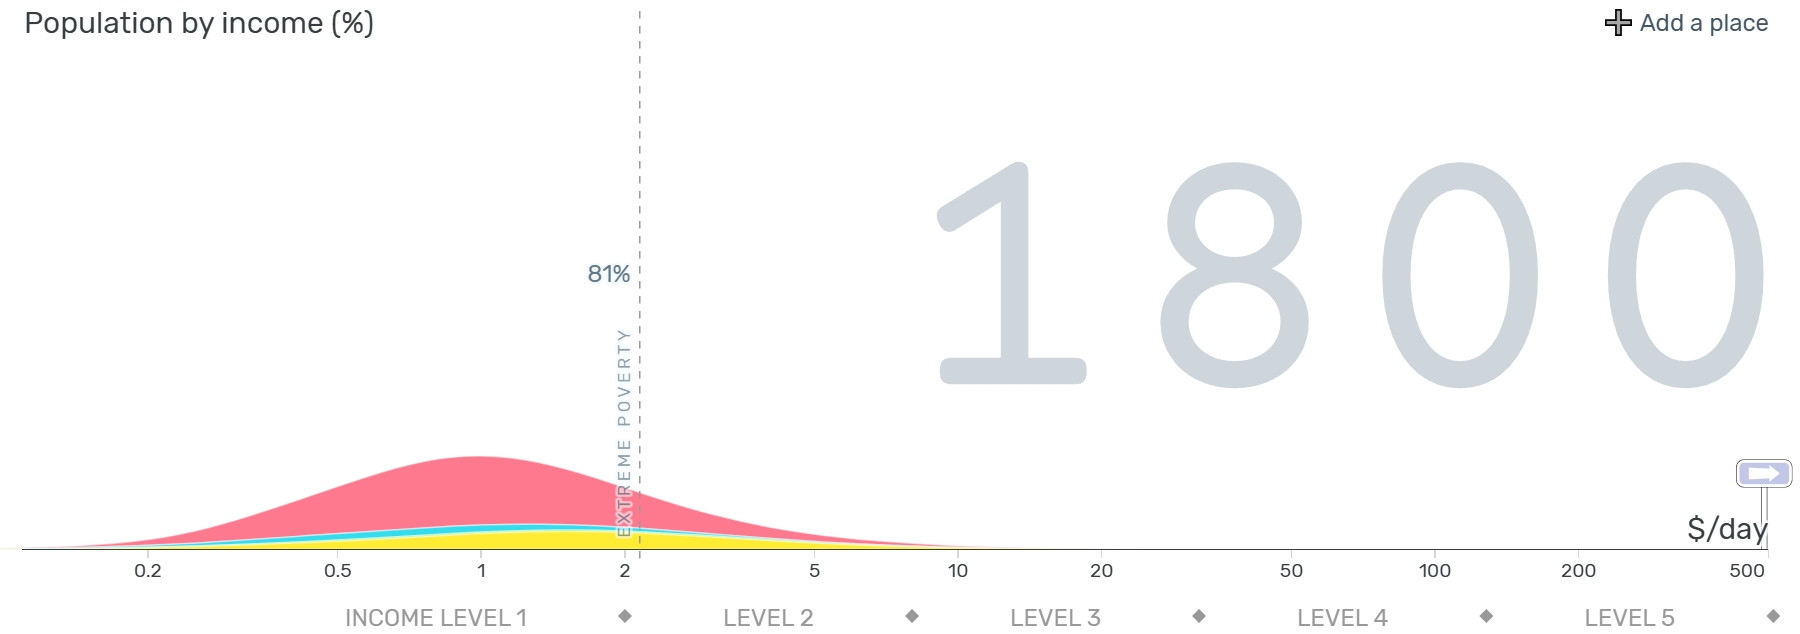 Population by income (%)
Add a place
1800
81%
EXTREME POVERTY
$/day
0.2 0.5 1 2 5 10 20 50 100 200 500
INCOME LEVEL 1 LEVEL 2 LEVEL 3 LEVEL 4 LEVEL 5